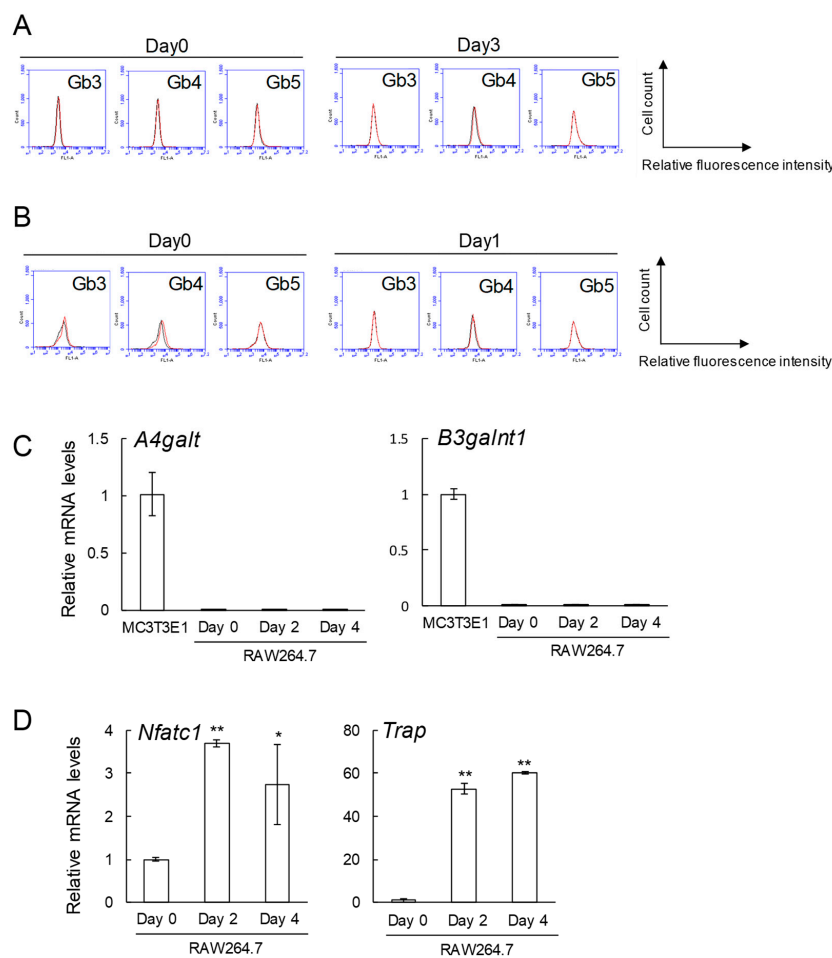 A
Day0
Day3
Gb3
Gb4
Gb5
Gb3
Gb4
Gb5
Count
FL1-A
Cell count
Relative fluorescence intensity
B
Day0
Day1
Gb3
Gb4
Gb5
Gb3
Gb4
Gb5
Count
FL1-A
Cell count
Relative fluorescence intensity
C
A4galt
B3galnt1
Relative mRNA levels
1.5
1
0.5
0
1.5
1
0.5
0
MC3T3E1 Day 0 Day 2 Day 4
RAW264.7
MC3T3E1 Day 0 Day 2 Day 4
RAW264.7
D
Nfatc1
**
*
Trap
**
**
Relative mRNA levels
4
3
2
1
0
80
60
40
20
0
Day 0 Day 2 Day 4
RAW264.7
Day 0 Day 2 Day 4
RAW264.7